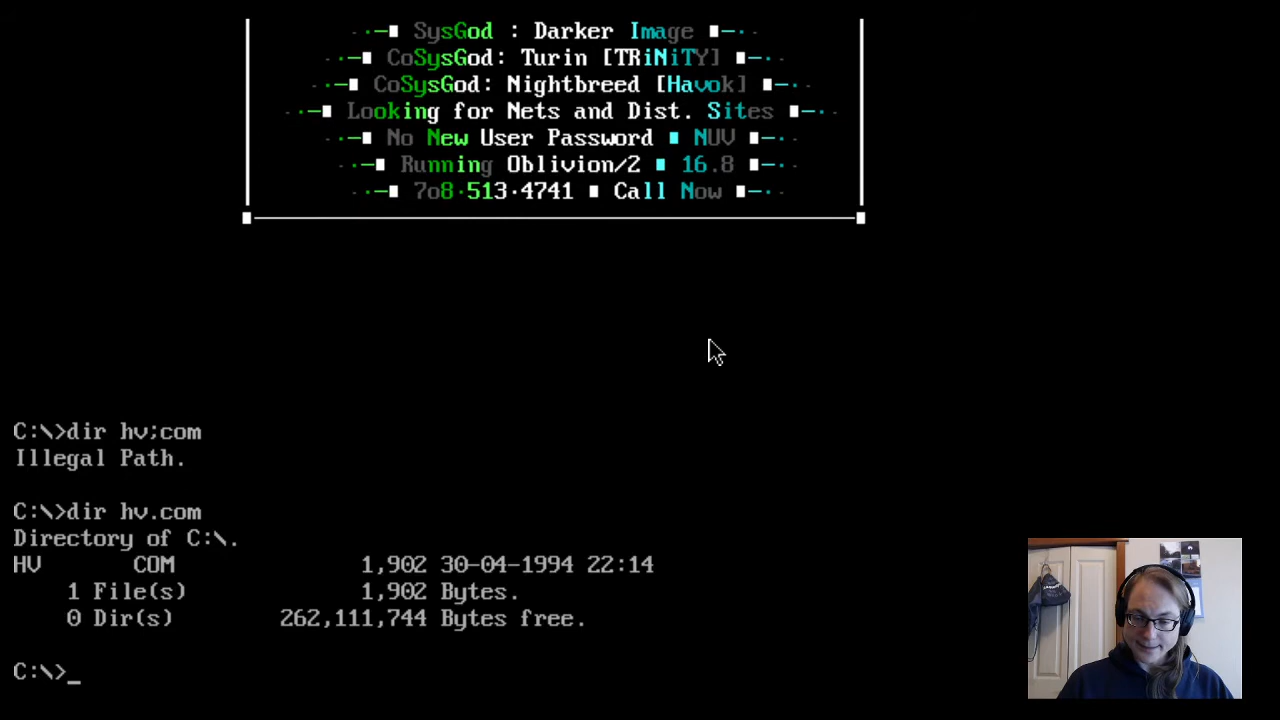 SysGod : Darker Image
CoSysGod: Turin [TRiNiTY]
CoSysGod: Nightbreed [Havok]
Looking for Nets and Dist. Sites
No New User Password ■ NUV
Running Oblivion/2 ■ 16.8
7o8·513·4741 ■ Call Now
C:\>dir hv;com
Illegal Path.
C:\>dir hv.com
Directory of C:\.
HV COM 1,902 30-04-1994 22:14
1 File(s) 1,902 Bytes.
0 Dir(s) 262,111,744 Bytes free.
C:\>_